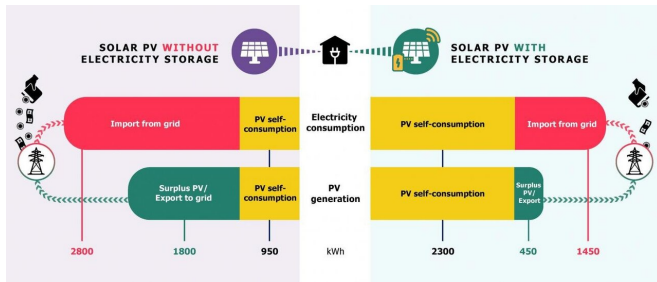 SOLAR PV WITHOUT
ELECTRICITY STORAGE
SOLAR PV WITH
ELECTRICITY STORAGE
Import from grid
PV self-
consumption
Electricity
consumption
PV self-consumption
Import from grid
Surplus PV/
Export to grid
PV self-
consumption
PV
generation
PV self-consumption
Surplus
PV/
Export
2800
1800
950
kWh
2300
450
1450